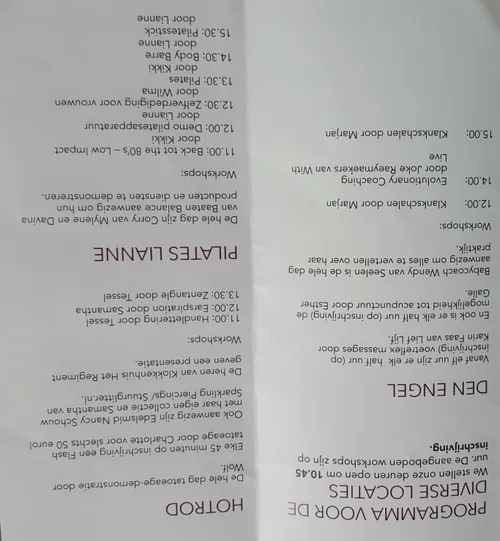 PROGRAMMA VOOR DE
DIVERSE LOCATIES
We stellen onze deuren open om 10.45
uur. De aangeboden workshops zijn op
inschrijving.
DEN ENGEL
Vanaf elf uur zijn er elk half uur (op
inschrijving) voetreflex massages door
Karin Faas van Lief Lijf.
En ook is er elk half uur (op inschrijving) de
mogelijkheid tot acupunctuur door Esther
Galle.
Babycoach Wendy van Seelen is de hele dag
aanwezig om alles te vertellen over haar
praktijk.
Workshops:
12.00: Klankschalen door Marjan
14.00: Evolutionary Coaching
door Joke Raeymaekers van With
Live
15.00: Klankschalen door Marjan
HOTROD
De hele dag tatoeage-demonstratie door
Wolf.
Elke 45 minuten op inschrijving een Flash
tatoeage door Charlotte voor slechts 50 euro!
Ook aanwezig zijn Edelsmid Nancy Schouw
met haar eigen collectie en Samantha van
Sparkling Piercings/ Stuurglitter.nl.
De heren van Klokkenhuis Het Regiment
geven een presentatie.
Workshops
11.00: Handlettering door Tessel
12.00: Earspiration door Samantha
13.30: Zentangle door Tessel
PILATES LIANNE
De hele dag zijn Corry van Mylene en Davina
van Baten Balance aanwezig om hun
producten en diensten te demonstreren.
Workshops:
11.00: Back tot the 80's – Low Impact
door Kikki
12.00: Demo pilatesapparatuur
door Lianne
12.30: Zelfverdediging voor vrouwen
door Wilma
13.30: Pilates
door Kikki
14.30: Body Barre
door Lianne
15.30: Pilatesstick
door Lianne